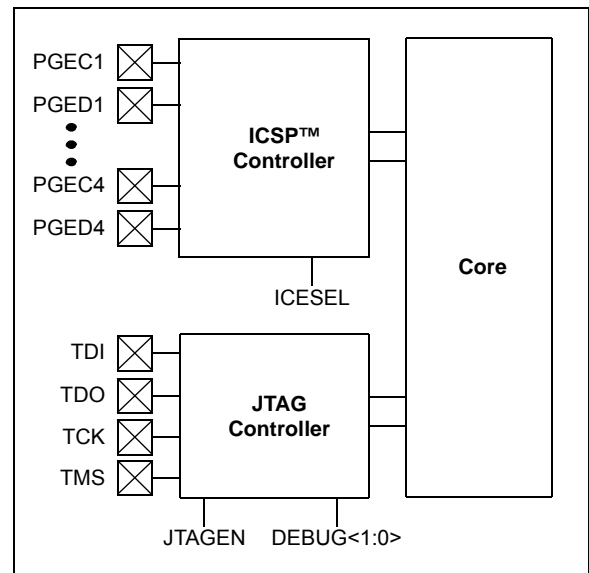 PGEC1
PGED1
PGEC4
PGED4
ICSP™
Controller
ICESEL
Core
TDI
TDO
TCK
TMS
JTAG
Controller
JTAGEN
DEBUG<1:0>